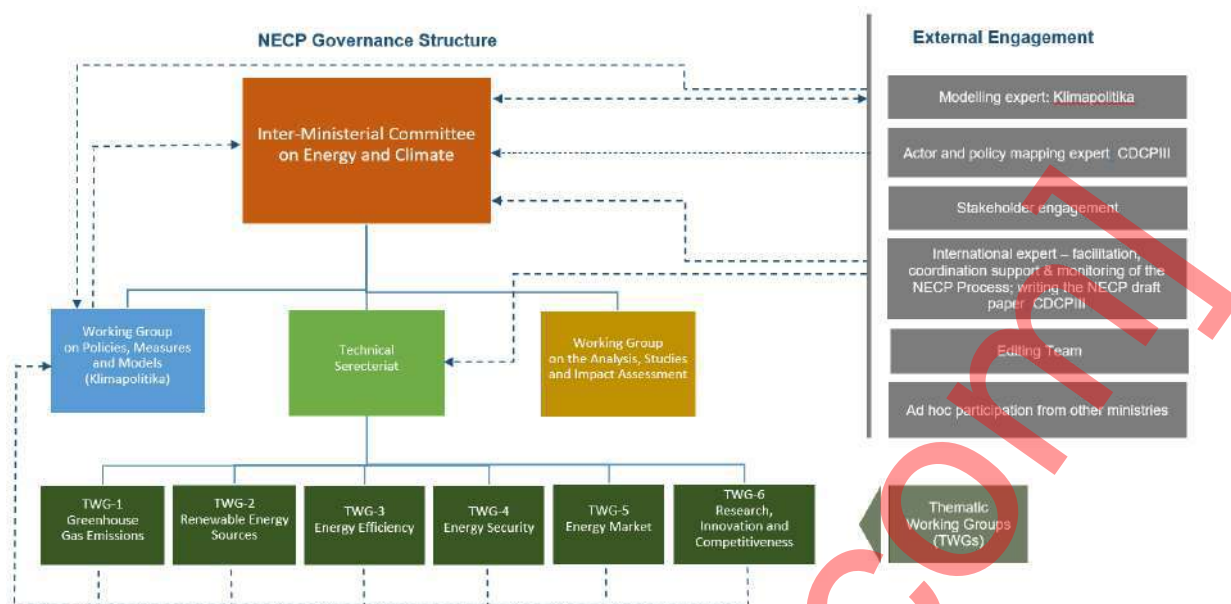 NECP Governance Structure
External Engagement
Inter-Ministerial Committee
on Energy and Climate
Modelling expert: Klimapolitika
Actor and policy mapping expert CDCPIII
Stakeholder engagement
International expert – facilitation,
coordination support & monitoring of the
NECP Process; writing the NECP draft
paper CDCPIII
Editing Team
Ad hoc participation from other ministries
Working Group
on Policies, Measures
and Models
(Klimapolitika)
Technical
Serecteriat
Working Group
on the Analysis, Studies
and Impact Assessment
TWG-1
Greenhouse
Gas Emissions
TWG-2
Renewable Energy
Sources
TWG-3
Energy Efficiency
TWG-4
Energy Security
TWG-5
Energy Market
TWG-6
Research,
Innovation and
Competitiveness
Thematic
Working Groups
(TWGs)
com]